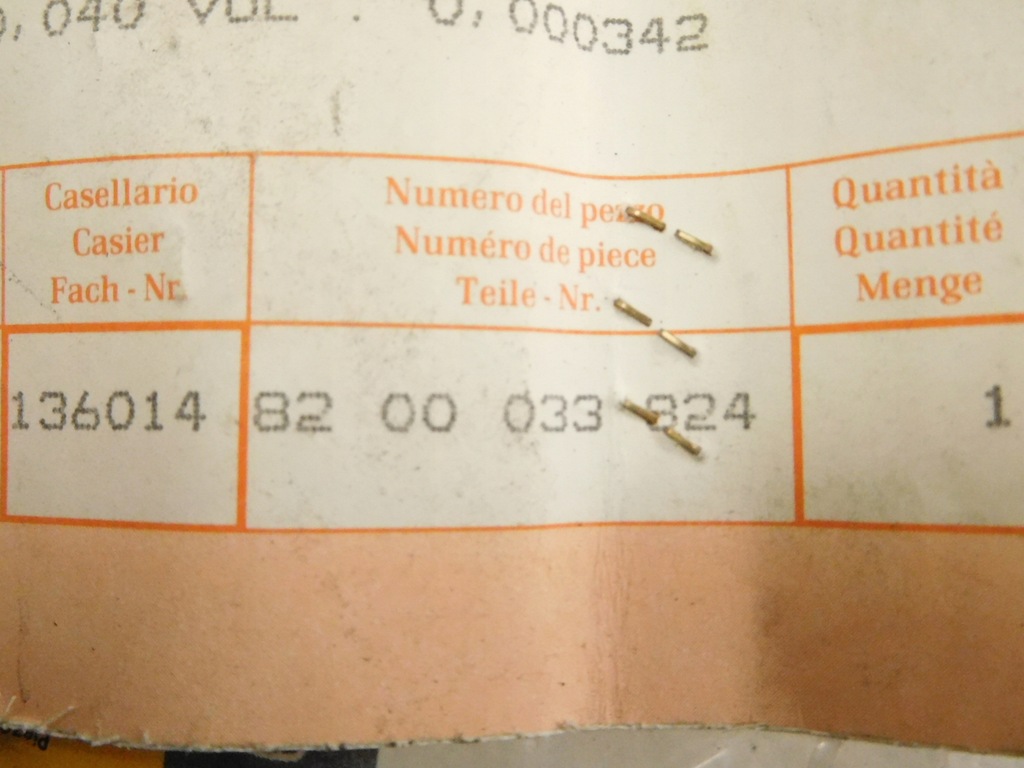 0,040 VOL . 0,000342
Casellario
Casier
Fach - Nr.
Numero del pezzo
Numéro de piece
Teile - Nr.
Quantità
Quantité
Menge
136014
82 00 033 824
1